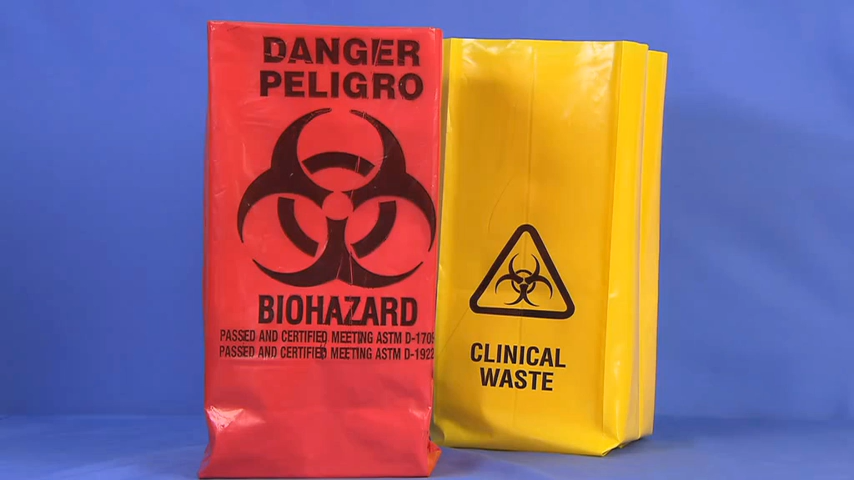 DANGER
PELIGRO
BIOHAZARD
PASSED AND CERTIFIED MEETING ASTM D-1709
PASSED AND CERTIFIED MEETING ASTM D-1922
CLINICAL
WASTE